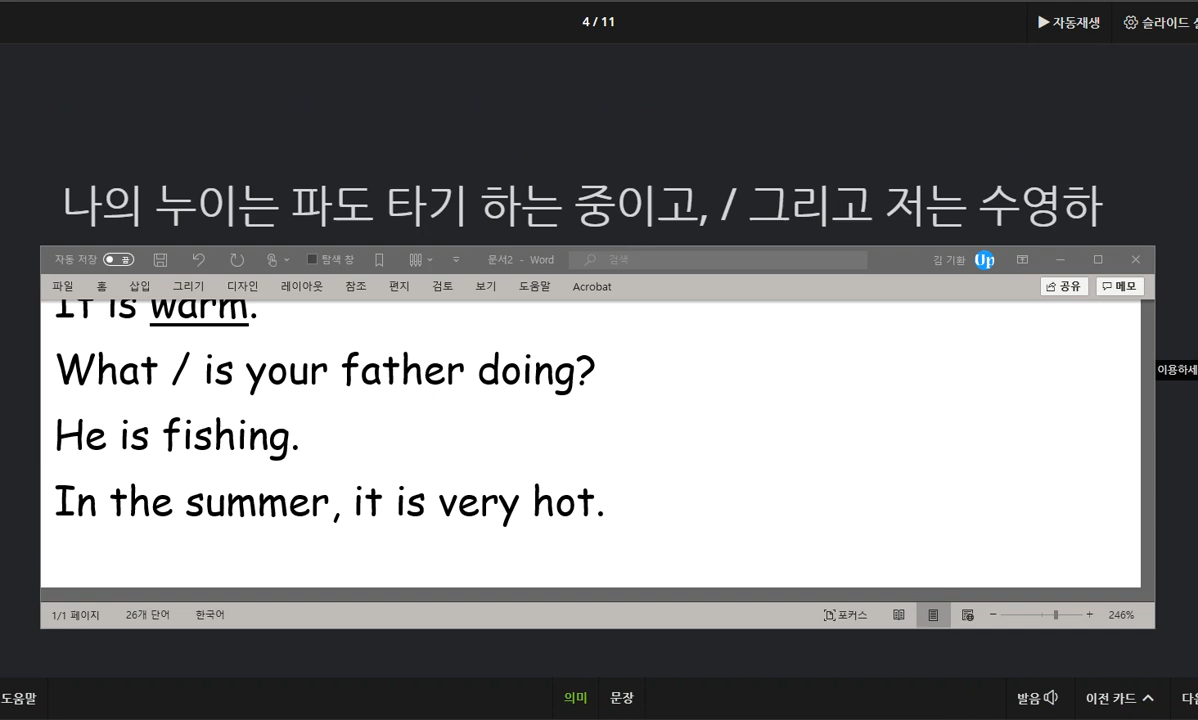 4 / 11
▶ 자동재생
슬라이드
나의 누이는 파도 타기 하는 중이고, / 그리고 저는 수영하
자동 저장 끔
탐색 창
문서2 - Word
검색
김 기환
Up
파일 홈 삽입 그리기 디자인 레이아웃 참조 편지 검토 보기 도움말 Acrobat
공유
메모
It is warm.
What / is your father doing?
이용하세
He is fishing.
In the summer, it is very hot.
1/1 페이지 26개 단어 한국어
포커스
246%
도움말
의미 문장
발음
이전 카드